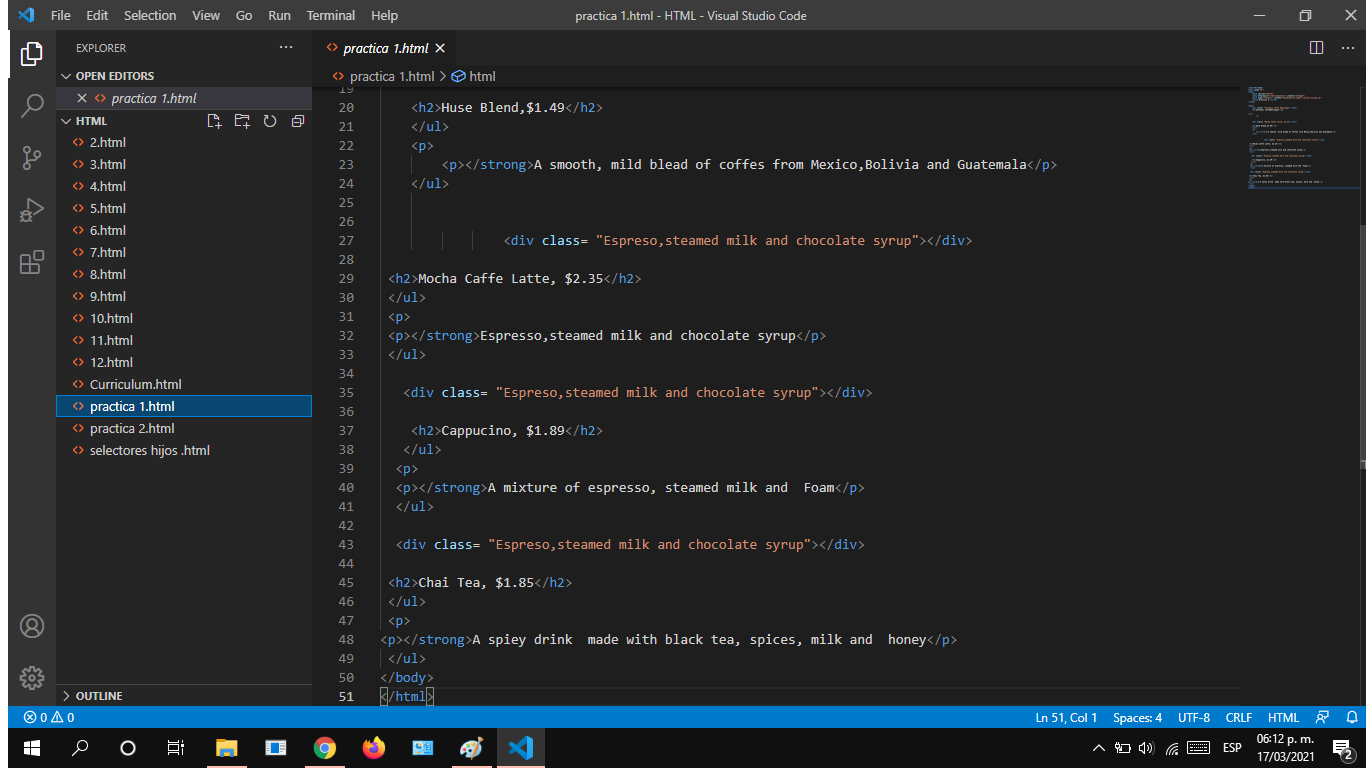 File Edit Selection View Go Run Terminal Help practica 1.html - HTML - Visual Studio Code
EXPLORER
OPEN EDITORS
practica 1.html
HTML
2.html
3.html
4.html
5.html
6.html
7.html
8.html
9.html
10.html
11.html
12.html
Curriculum.html
practica 1.html
practica 2.html
selectores hijos .html
OUTLINE
practica 1.html
practica 1.html > html
19
20 <h2>Huse Blend,$1.49</h2>
21 </ul>
22 <p>
23 <p></strong>A smooth, mild blead of coffes from Mexico,Bolivia and Guatemala</p>
24 </ul>
25
26
27 <div class= "Espreso,steamed milk and chocolate syrup"></div>
28
29 <h2>Mocha Caffe Latte, $2.35</h2>
30 </ul>
31 <p>
32 <p></strong>Espresso,steamed milk and chocolate syrup</p>
33 </ul>
34
35 <div class= "Espreso,steamed milk and chocolate syrup"></div>
36
37 <h2>Cappucino, $1.89</h2>
38 </ul>
39 <p>
40 <p></strong>A mixture of espresso, steamed milk and  Foam</p>
41 </ul>
42
43 <div class= "Espreso,steamed milk and chocolate syrup"></div>
44
45 <h2>Chai Tea, $1.85</h2>
46 </ul>
47 <p>
48 <p></strong>A spiey drink  made with black tea, spices, milk and  honey</p>
49 </ul>
50 </body>
51 </html>
0 0 Ln 51, Col 1 Spaces: 4 UTF-8 CRLF HTML
ESP 06:12 p. m.
17/03/2021 2